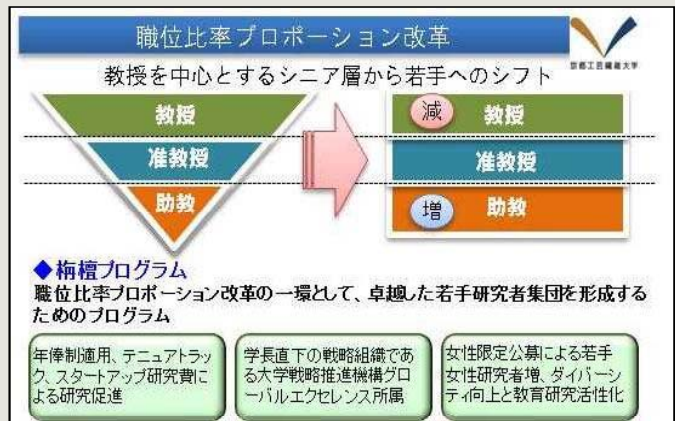 職位比率プロポーション改革
京都工芸繊維大学
教授を中心とするシニア層から若手へのシフト
教授
准教授
助教
減 教授
准教授
増 助教
◆栴檀プログラム
職位比率プロポーション改革の一環として、卓越した若手研究者集団を形成する
ためのプログラム
年俸制適用、テニュアトラッ
ク、スタートアップ研究費に
よる研究促進
学長直下の戦略組織であ
る大学戦略推進機構グロ
ーバルエクセレンス所属
女性限定公募による若手
女性研究者増、ダイバーシ
ティ向上と教育研究活性化